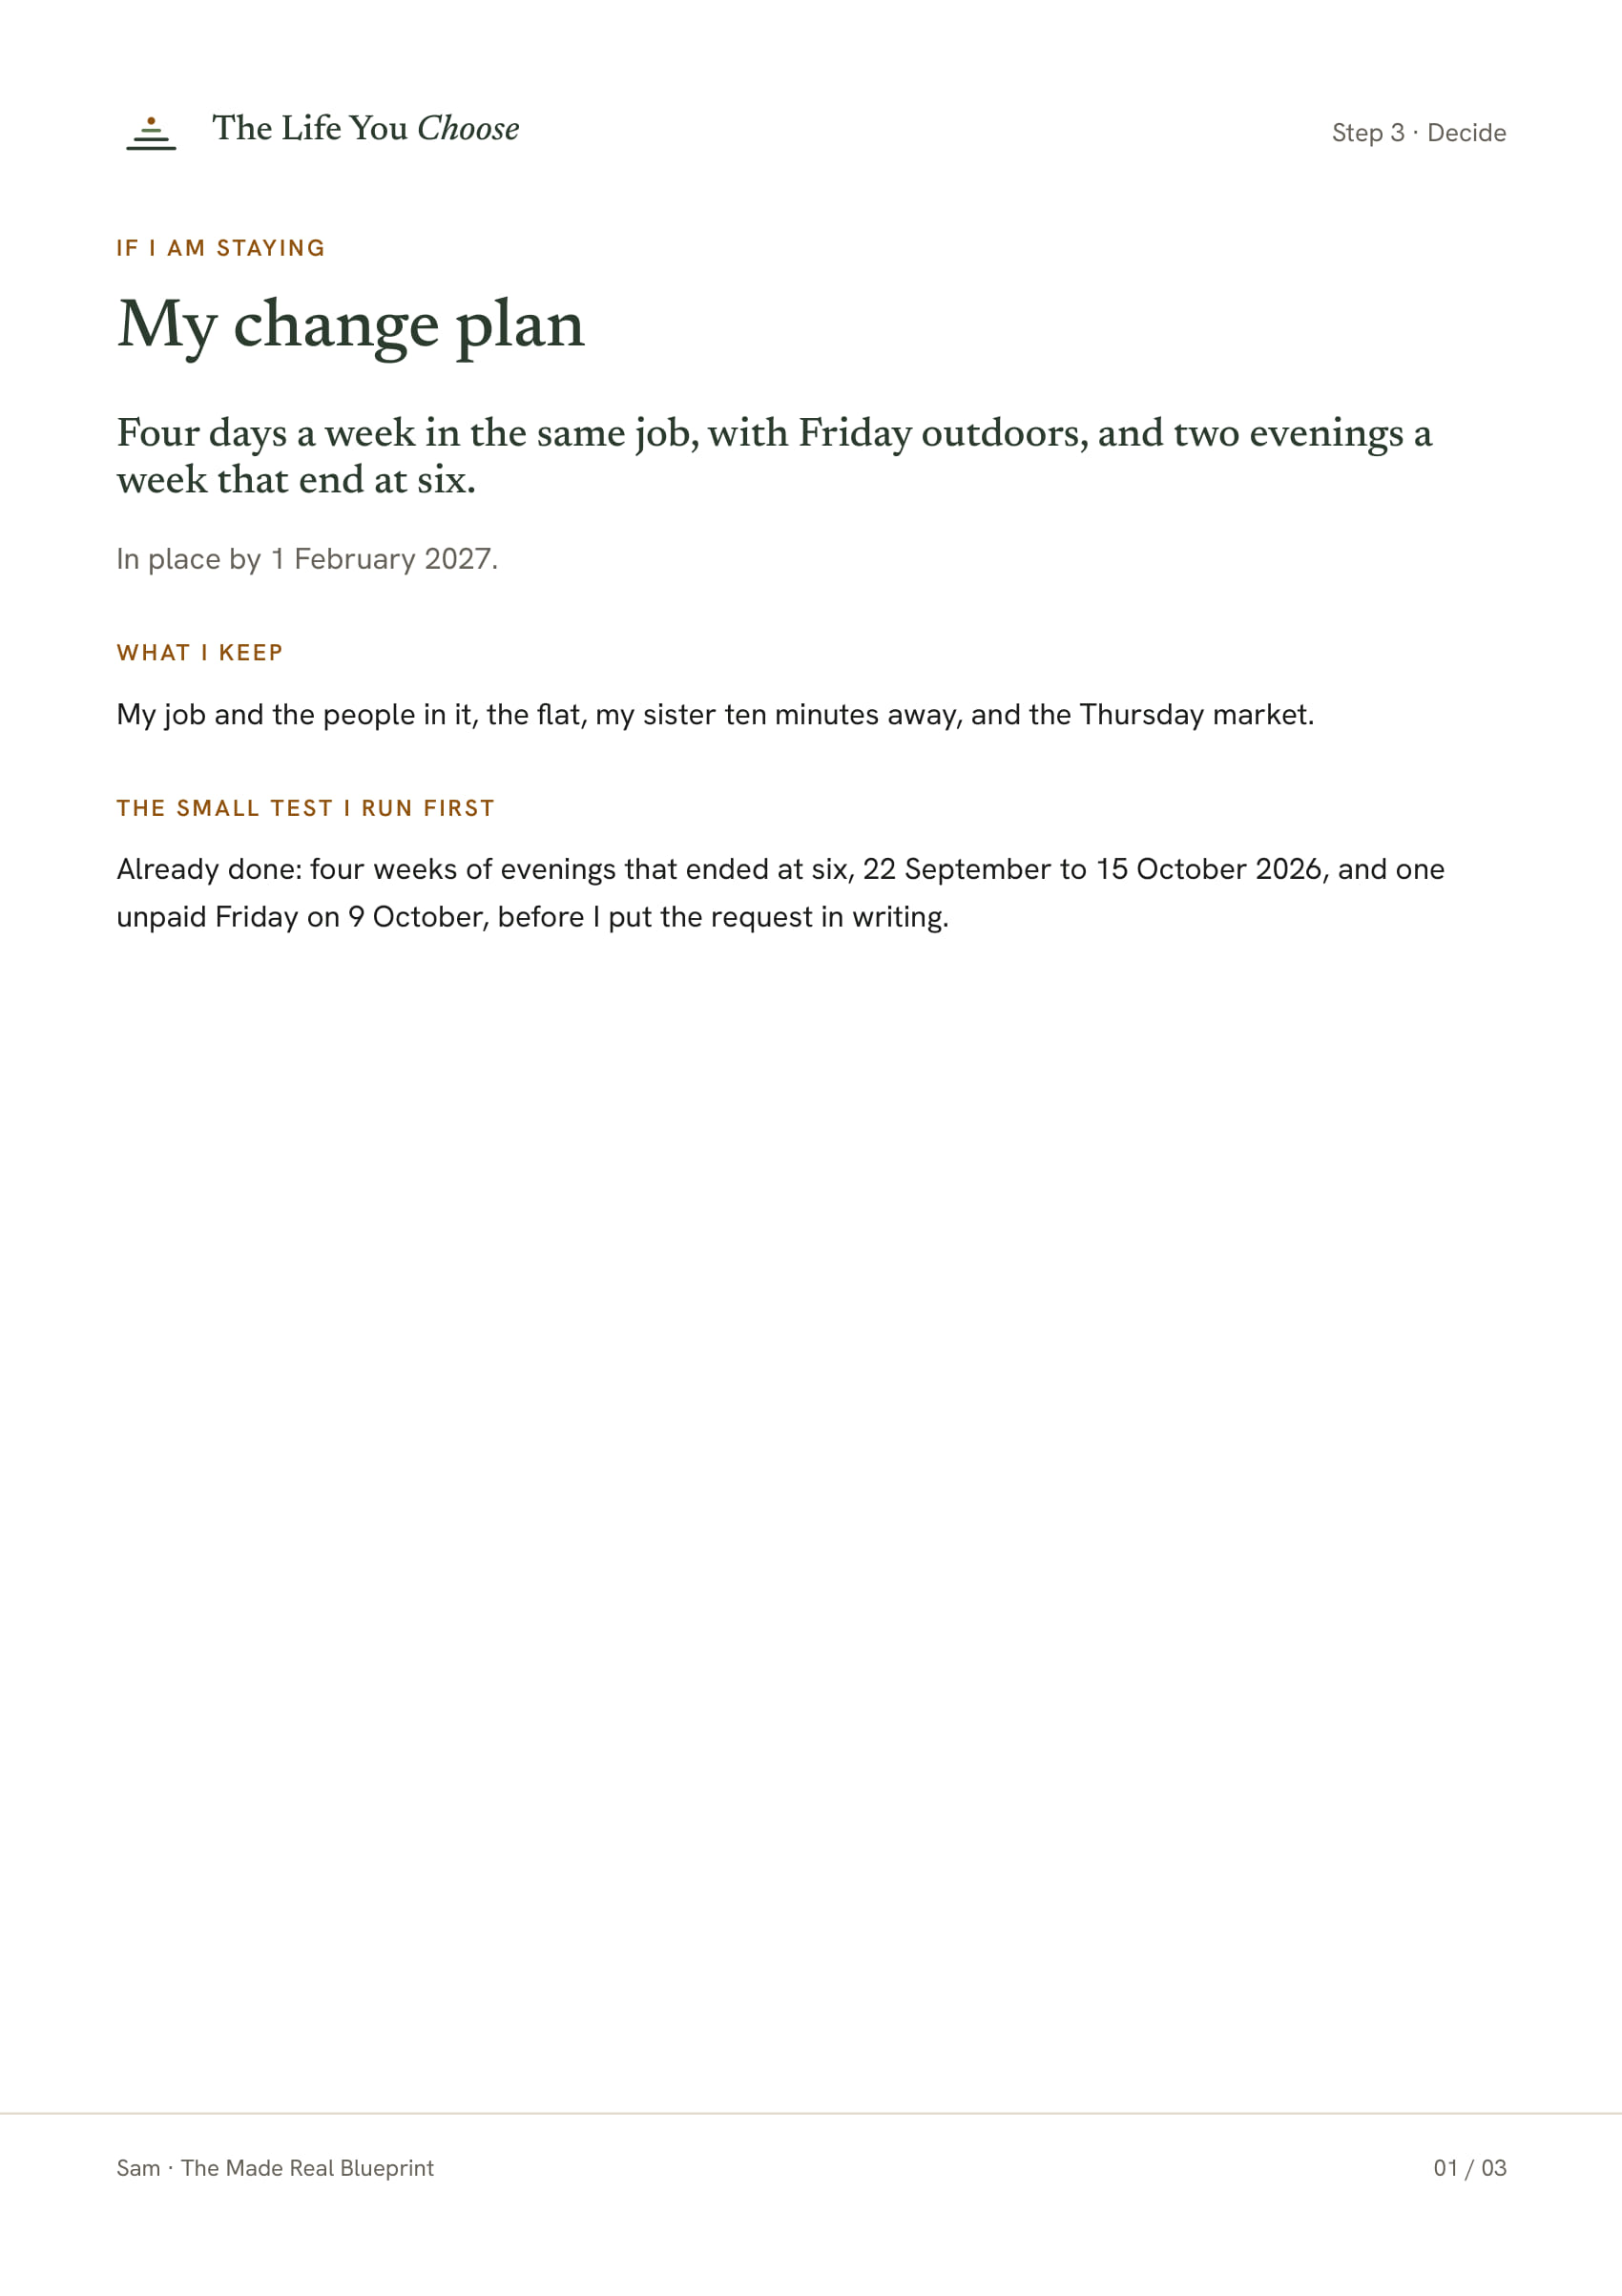 The Life You Choose
Step 3 · Decide
IF I AM STAYING
My change plan
Four days a week in the same job, with Friday outdoors, and two evenings a
week that end at six.
In place by 1 February 2027.
WHAT I KEEP
My job and the people in it, the flat, my sister ten minutes away, and the Thursday market.
THE SMALL TEST I RUN FIRST
Already done: four weeks of evenings that ended at six, 22 September to 15 October 2026, and one
unpaid Friday on 9 October, before I put the request in writing.
Sam · The Made Real Blueprint
01 / 03